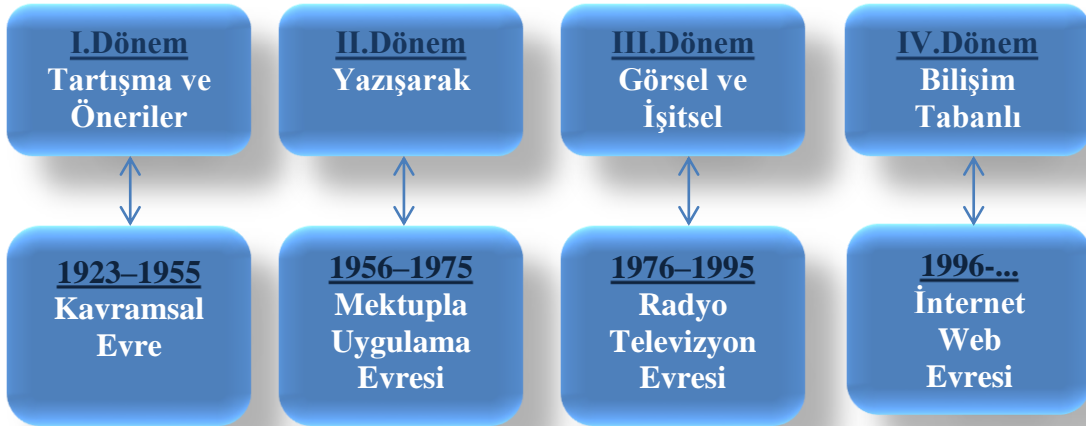 I.Dönem
Tartışma ve
Öneriler
II.Dönem
Yazışarak
III.Dönem
Görsel ve
İşitsel
IV.Dönem
Bilişim
Tabanlı
1923–1955
Kavramsal
Evre
1956–1975
Mektupla
Uygulama
Evresi
1976–1995
Radyo
Televizyon
Evresi
1996-...
İnternet
Web
Evresi